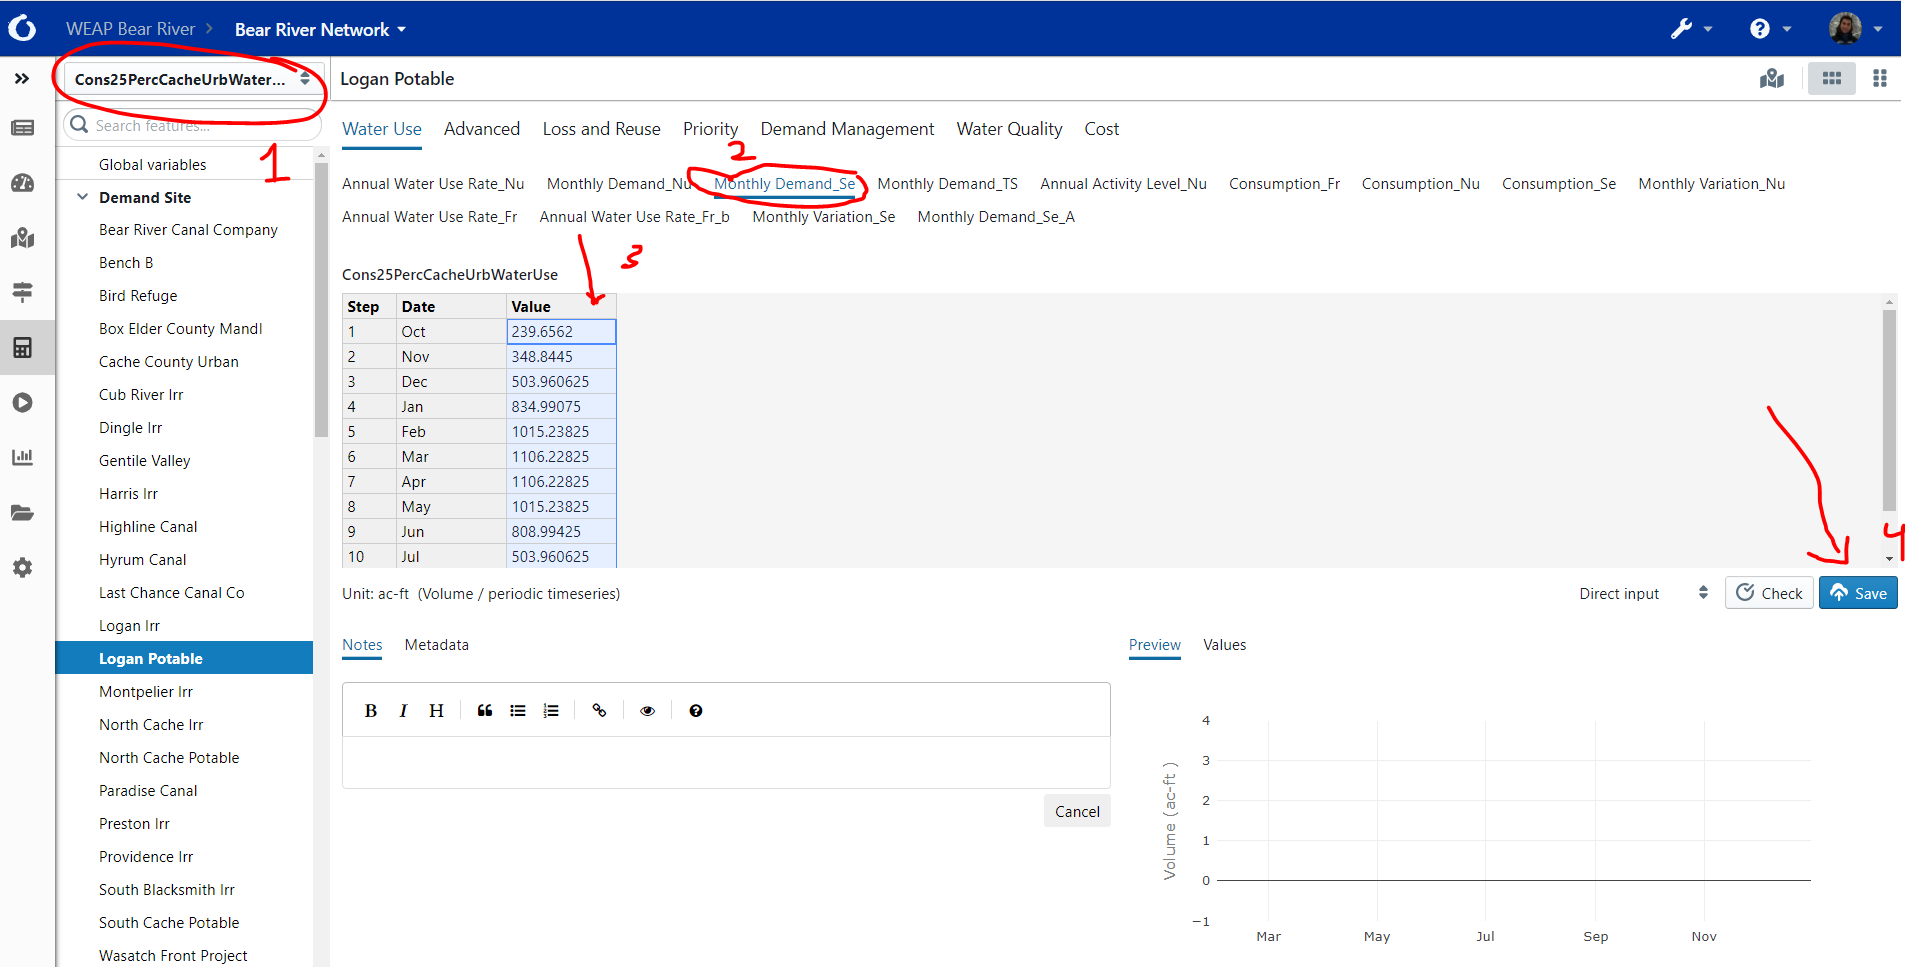 WEAP Bear River > Bear River Network
Cons25PercCacheUrbWater...
Search features...
1
Global variables
Demand Site
Bear River Canal Company
Bench B
Bird Refuge
Box Elder County MandI
Cache County Urban
Cub River Irr
Dingle Irr
Gentile Valley
Harris Irr
Highline Canal
Hyrum Canal
Last Chance Canal Co
Logan Irr
Logan Potable
Montpelier Irr
North Cache Irr
North Cache Potable
Paradise Canal
Preston Irr
Providence Irr
South Blacksmith Irr
South Cache Potable
Wasatch Front Project
Logan Potable
Water Use Advanced Loss and Reuse Priority Demand Management Water Quality Cost
2
Annual Water Use Rate_Nu Monthly Demand_Nu Monthly Demand_Se Monthly Demand_TS Annual Activity Level_Nu Consumption_Fr Consumption_Nu Consumption_Se Monthly Variation_Nu
Annual Water Use Rate_Fr Annual Water Use Rate_Fr_b Monthly Variation_Se Monthly Demand_Se_A
3
Cons25PercCacheUrbWaterUse
Step Date Value
1 Oct 239.6562
2 Nov 348.8445
3 Dec 503.960625
4 Jan 834.99075
5 Feb 1015.23825
6 Mar 1106.22825
7 Apr 1106.22825
8 May 1015.23825
9 Jun 808.99425
10 Jul 503.960625
4
Unit: ac-ft (Volume / periodic timeseries) Direct input Check Save
Notes Metadata
B I H
Cancel
Preview Values
Volume ( ac-ft )
4
3
2
1
0
−1
Mar May Jul Sep Nov